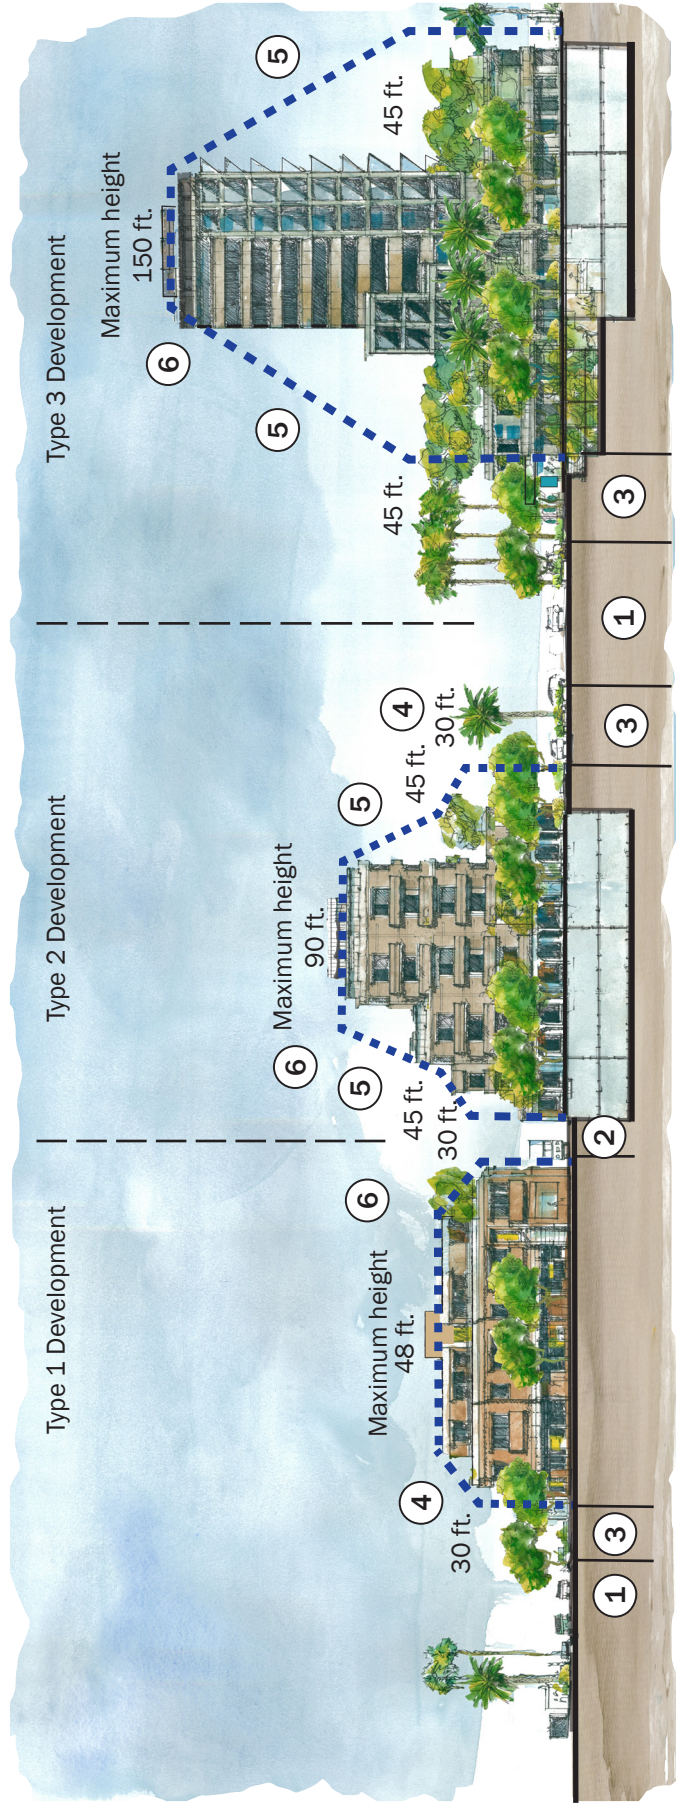 Type 1 Development
6
Maximum height
48 ft.
4
30 ft.
1
3
2
Type 2 Development
Maximum height
90 ft.
6
5
5
45 ft.
30 ft.
4
45 ft.
30 ft.
3
1
Type 3 Development
Maximum height
150 ft.
6
5
5
45 ft.
45 ft.
3